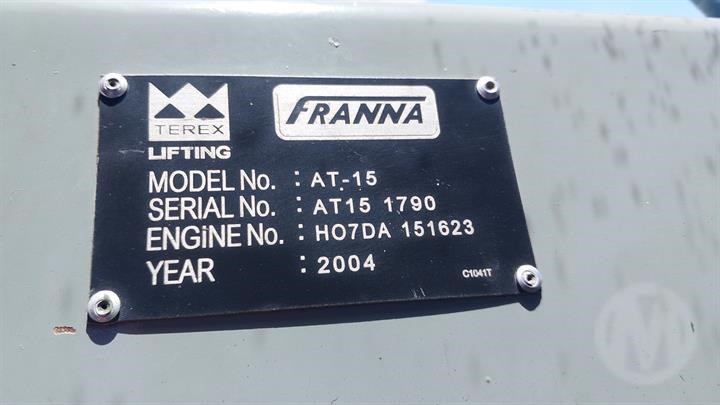 TEREX
LIFTING
FRANNA
MODEL No. : AT-15
SERIAL No. : AT15 1790
ENGiNE No. : HO7DA 151623
YEAR : 2004
C1041T
M